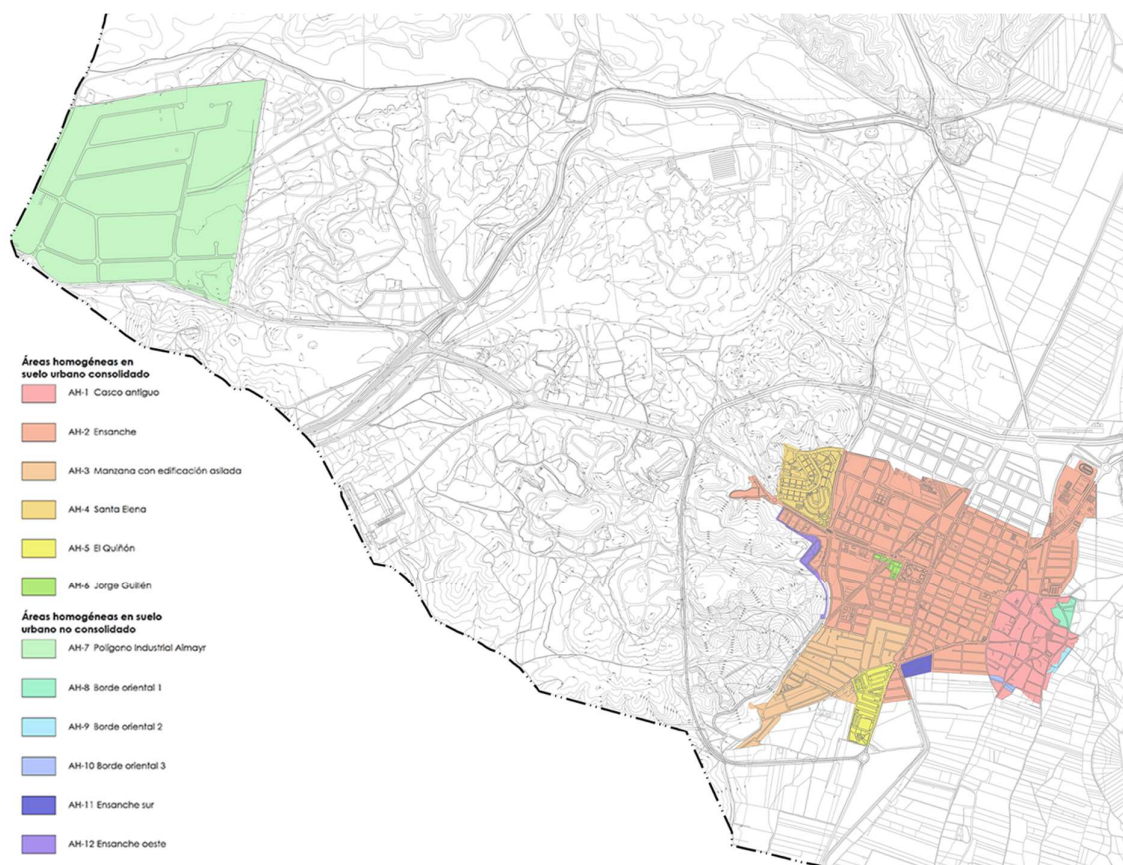 Áreas homogéneas en
suelo urbano consolidado
AH-1 Casco antiguo
AH-2 Ensanche
AH-3 Manzana con edificación asilada
AH-4 Santa Elena
AH-5 El Quiñón
AH-6 Jorge Guillén
Áreas homogéneas en suelo
urbano no consolidado
AH-7 Polígono Industrial Almayr
AH-8 Borde oriental 1
AH-9 Borde oriental 2
AH-10 Borde oriental 3
AH-11 Ensanche sur
AH-12 Ensanche oeste